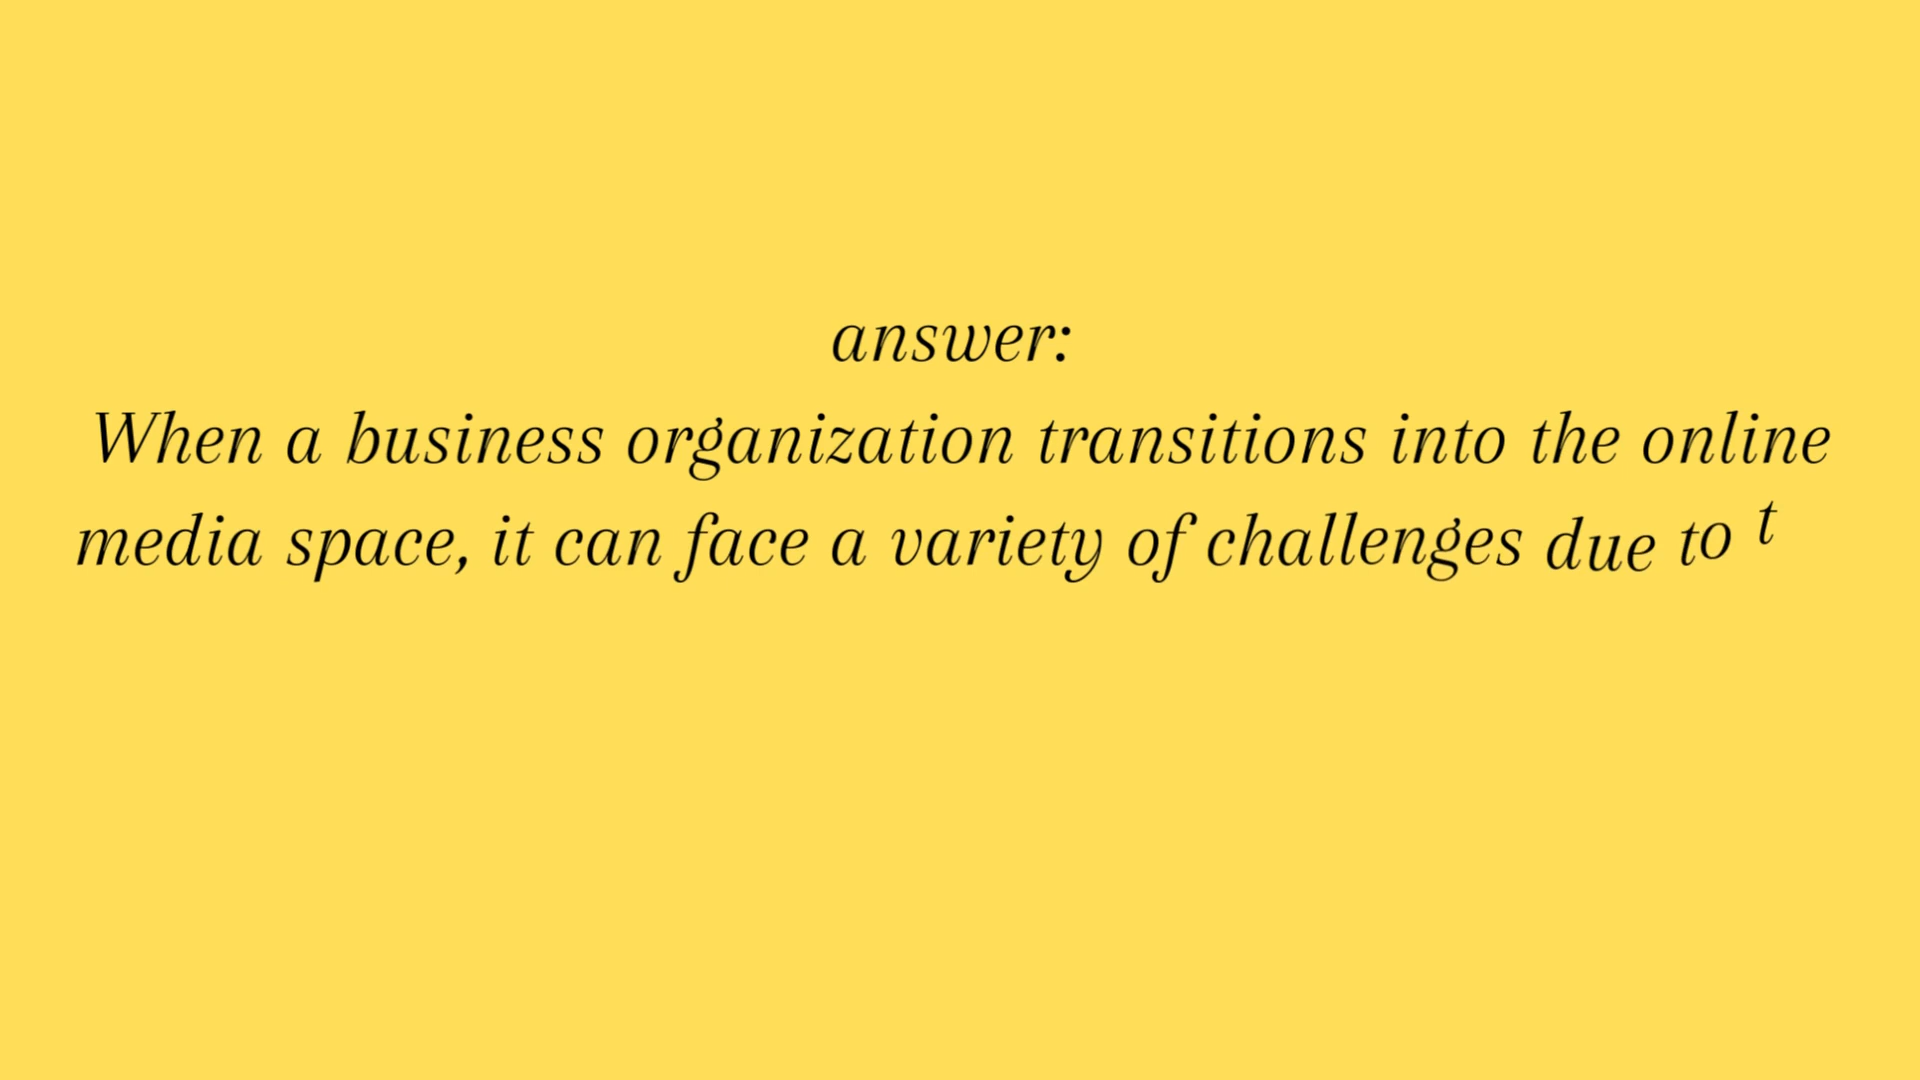 answer:
When a business organization transitions into the online
media space, it can face a variety of challenges due to t